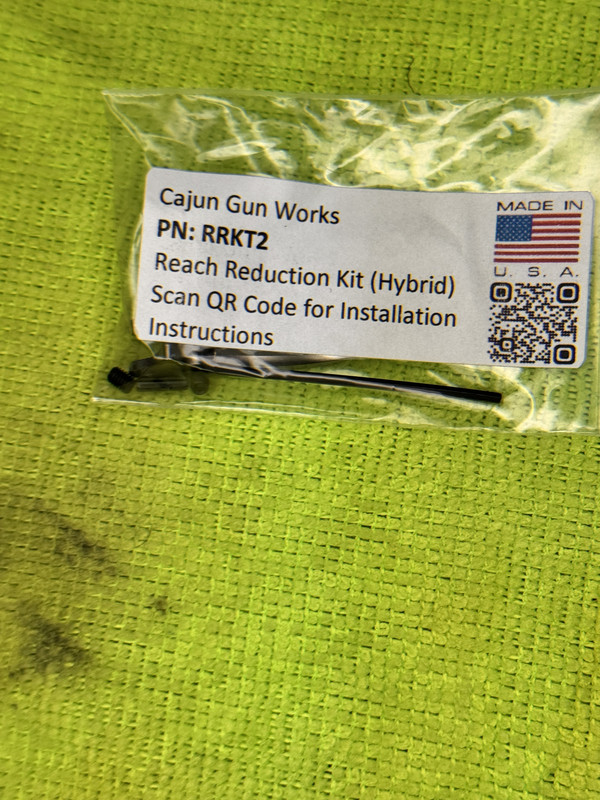 Cajun Gun Works
PN: RRKT2
Reach Reduction Kit (Hybrid)
Scan QR Code for Installation
Instructions
MADE IN
U. S. A.